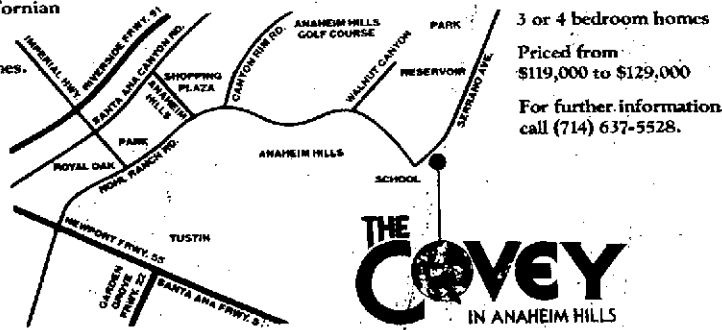 fornian
nes.
IMPERIAL HWY.
RIVERSIDE FRWY. 91
SANTA ANA CANYON RD.
SHOPPING
PLAZA
ANAHEIM
HILLS
CANYON RIM RD.
ANAHEIM HILLS
GOLF COURSE
WALNUT CANYON
PARK
RESERVOIR
SERRANO AVE.
PARK
ROYAL OAK
NOHL RANCH RD.
ANAHEIM HILLS
SCHOOL
NEWPORT FRWY. 55
TUSTIN
GARDEN
GROVE
FRWY. 22
SANTA ANA FRWY. 5
3 or 4 bedroom homes
Priced from
$119,000 to $129,000
For further information
call (714) 637-5528.
THE
COVEY
IN ANAHEIM HILLS